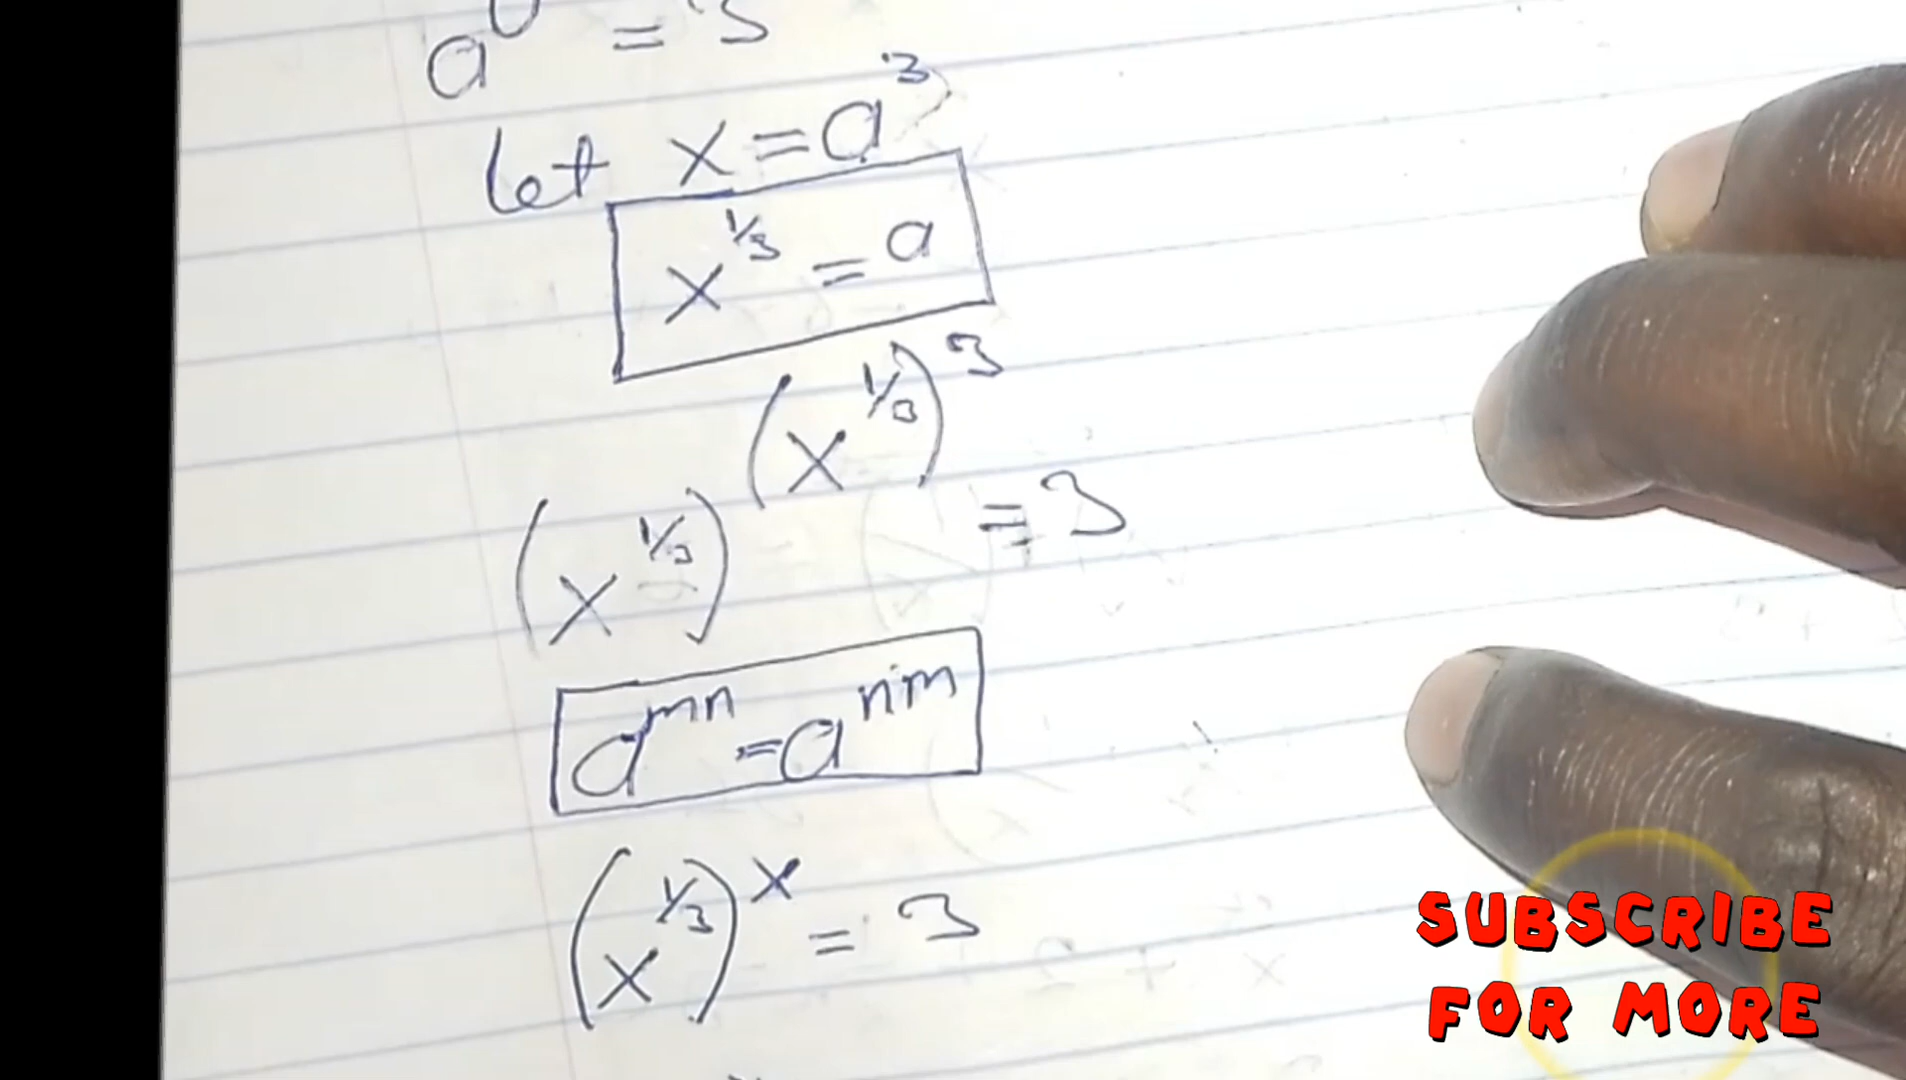 a = 3
let x = a³
x^1/3 = a
(x^1/3)^(x^1/3)^3 = 3
a^mn = a^nm
(x^1/3)^x = 3
SUBSCRIBE
FOR MORE